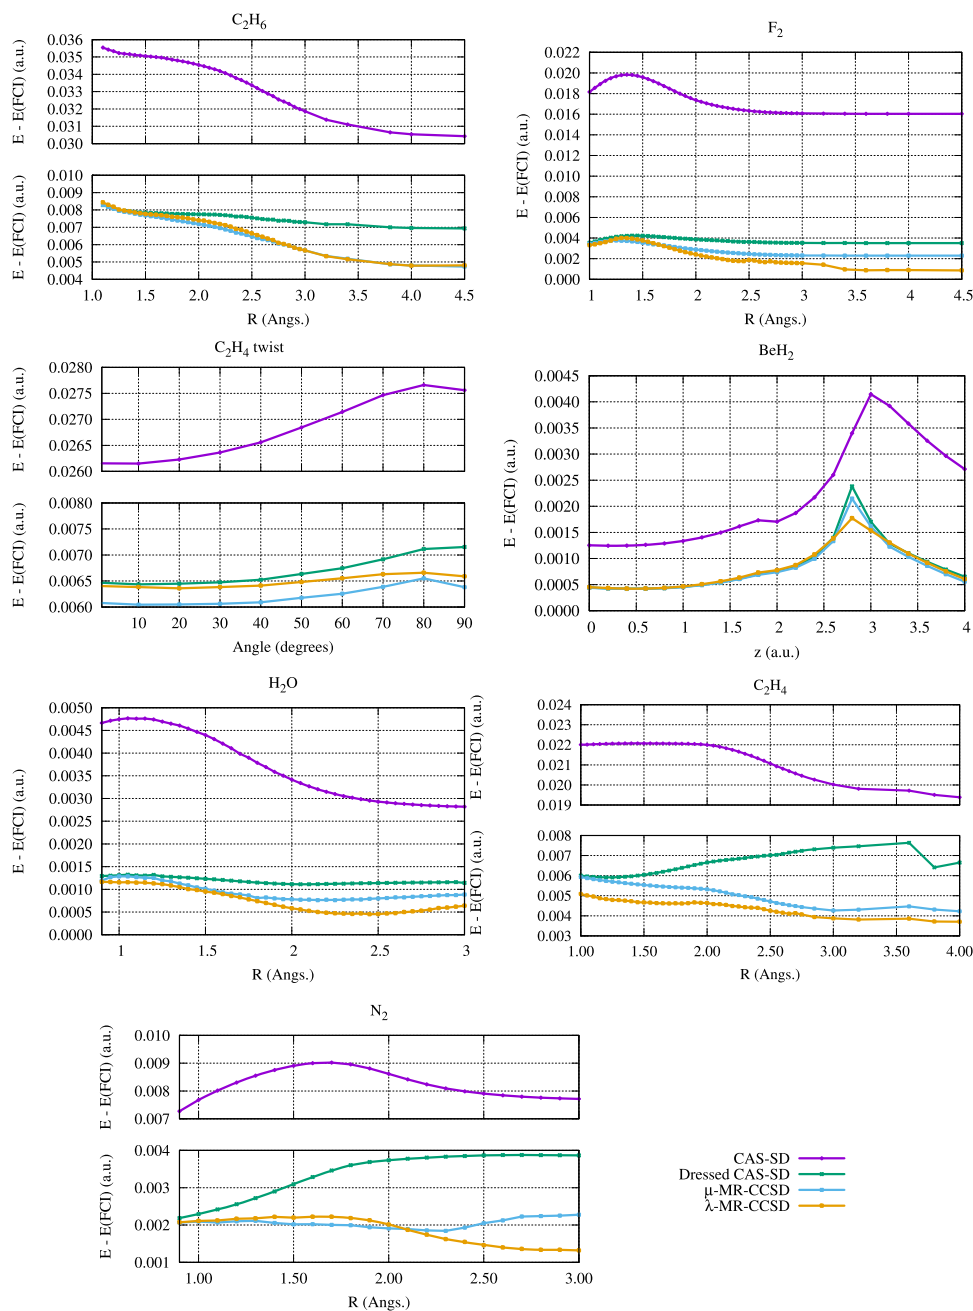 C2H6
E - E(FCI) (a.u.)
0.036
0.035
0.034
0.032
0.031
0.030
E - E(FCI) (a.u.)
0.010
0.009
0.008
0.007
0.006
0.005
0.004
1.0 1.5 2.0 2.5 3.0 3.5 4.0 4.5
R (Angs.)
F2
E - E(FCI) (a.u.)
0.022
0.020
0.018
0.016
0.014
0.012
0.010
0.008
0.006
0.004
0.002
0.000
1 1.5 2 2.5 3 3.5 4 4.5
R (Angs.)
C2H4 twist
E - E(FCI) (a.u.)
0.0280
0.0275
0.0270
0.0265
0.0260
E - E(FCI) (a.u.)
0.0080
0.0075
0.0070
0.0065
0.0060
10 20 30 40 50 60 70 80 90
Angle (degrees)
BeH2
E - E(FCI) (a.u.)
0.0045
0.0040
0.0035
0.0030
0.0025
0.0020
0.0015
0.0010
0.0005
0.0000
0 0.5 1 1.5 2 2.5 3 3.5 4
z (a.u.)
H2O
E - E(FCI) (a.u.)
0.0050
0.0045
0.0040
0.0035
0.0030
0.0025
0.0020
0.0015
0.0010
0.0005
0.0000
1 1.5 2 2.5 3
R (Angs.)
C2H4
E - E(FCI) (a.u.)
0.024
0.022
0.021
0.020
0.019
E - E(FCI) (a.u.)
0.008
0.007
0.006
0.005
0.004
0.003
1.00 1.50 2.00 2.50 3.00 3.50 4.00
R (Angs.)
N2
E - E(FCI) (a.u.)
0.010
0.009
0.008
0.007
E - E(FCI) (a.u.)
0.004
0.003
0.002
0.001
1.00 1.50 2.00 2.50 3.00
R (Angs.)
CAS-SD
Dressed CAS-SD
μ-MR-CCSD
λ-MR-CCSD